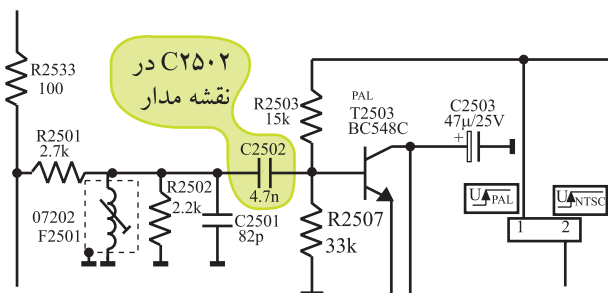 C۲۵۰۲ در
نقشه مدار
R2533
100
R2501
2.7k
07202
F2501
R2502
2.2k
C2501
82p
C2502
4.7n
R2503
15k
PAL
T2503
BC548C
R2507
33k
C2503
47µ/25V
+
U PAL
U NTSC
1 2